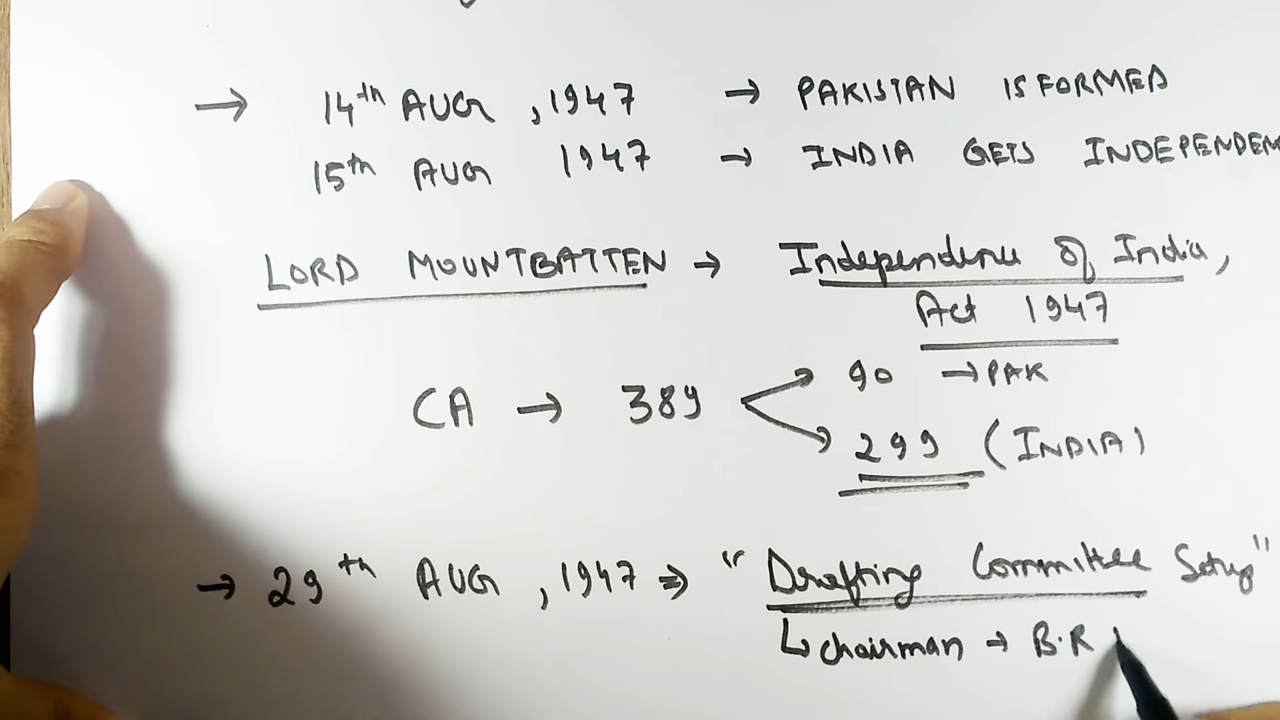 → 14th AUG , 1947 → PAKISTAN IS FORMED
15th AUG 1947 → INDIA GETS INDEPENDEN
LORD MOUNTBATTEN → Independence of India,
Act 1947
CA → 389
90 → PAK
299 (INDIA)
→ 29th AUG , 1947 ⇒ "Drafting Committee Setup"
↳ chairman → B.R